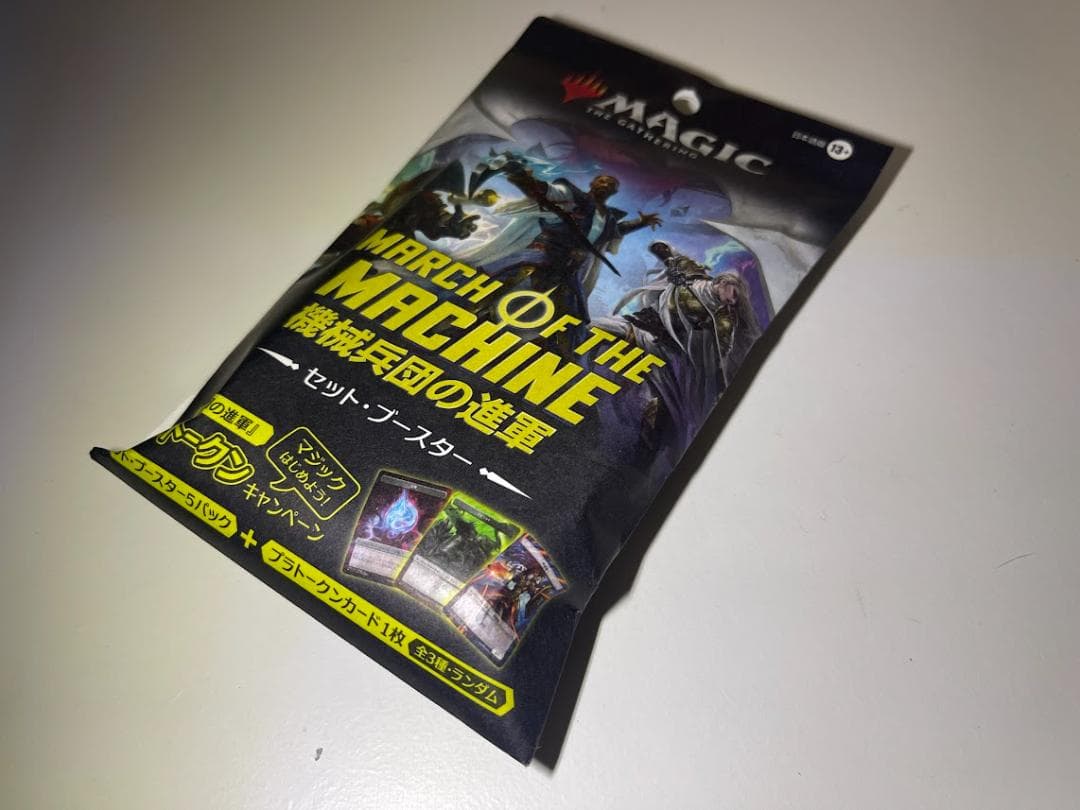 MAGIC
THE GATHERING
日本語版 13+
MARCH OF THE
MACHINE
機械兵団の進軍
セット・ブースター
の進軍』
トークン
キャンペーン
マジック
はじめよう!
ト・ブースター5パック + プラトークンカード1枚 全3種・ランダム